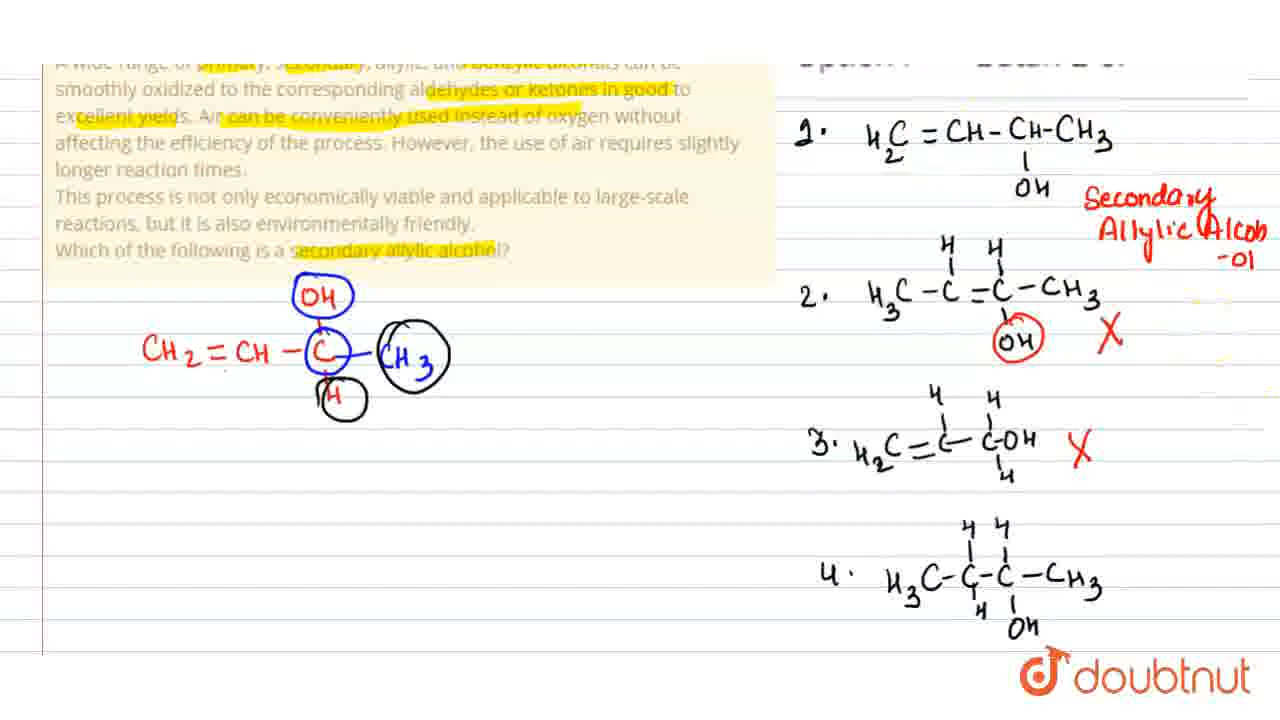 smoothly oxidized to the corresponding aldehydes or ketones in good to
excellent yields. Air can be conveniently used instead of oxygen without
affecting the efficiency of the process. However, the use of air requires slightly
longer reaction times.
This process is not only economically viable and applicable to large-scale
reactions, but it is also environmentally friendly.
Which of the following is a secondary allylic alcohol?
OH
CH2 = CH - C - CH3
H
1. H2C = CH - CH - CH3
OH
Secondary
Allylic Alcoh
-ol
H H
2. H3C - C = C - CH3
OH X
H H
3. H2C = C - C - OH X
H
H H
4. H3C - C - C - CH3
H
OH
doubtnut